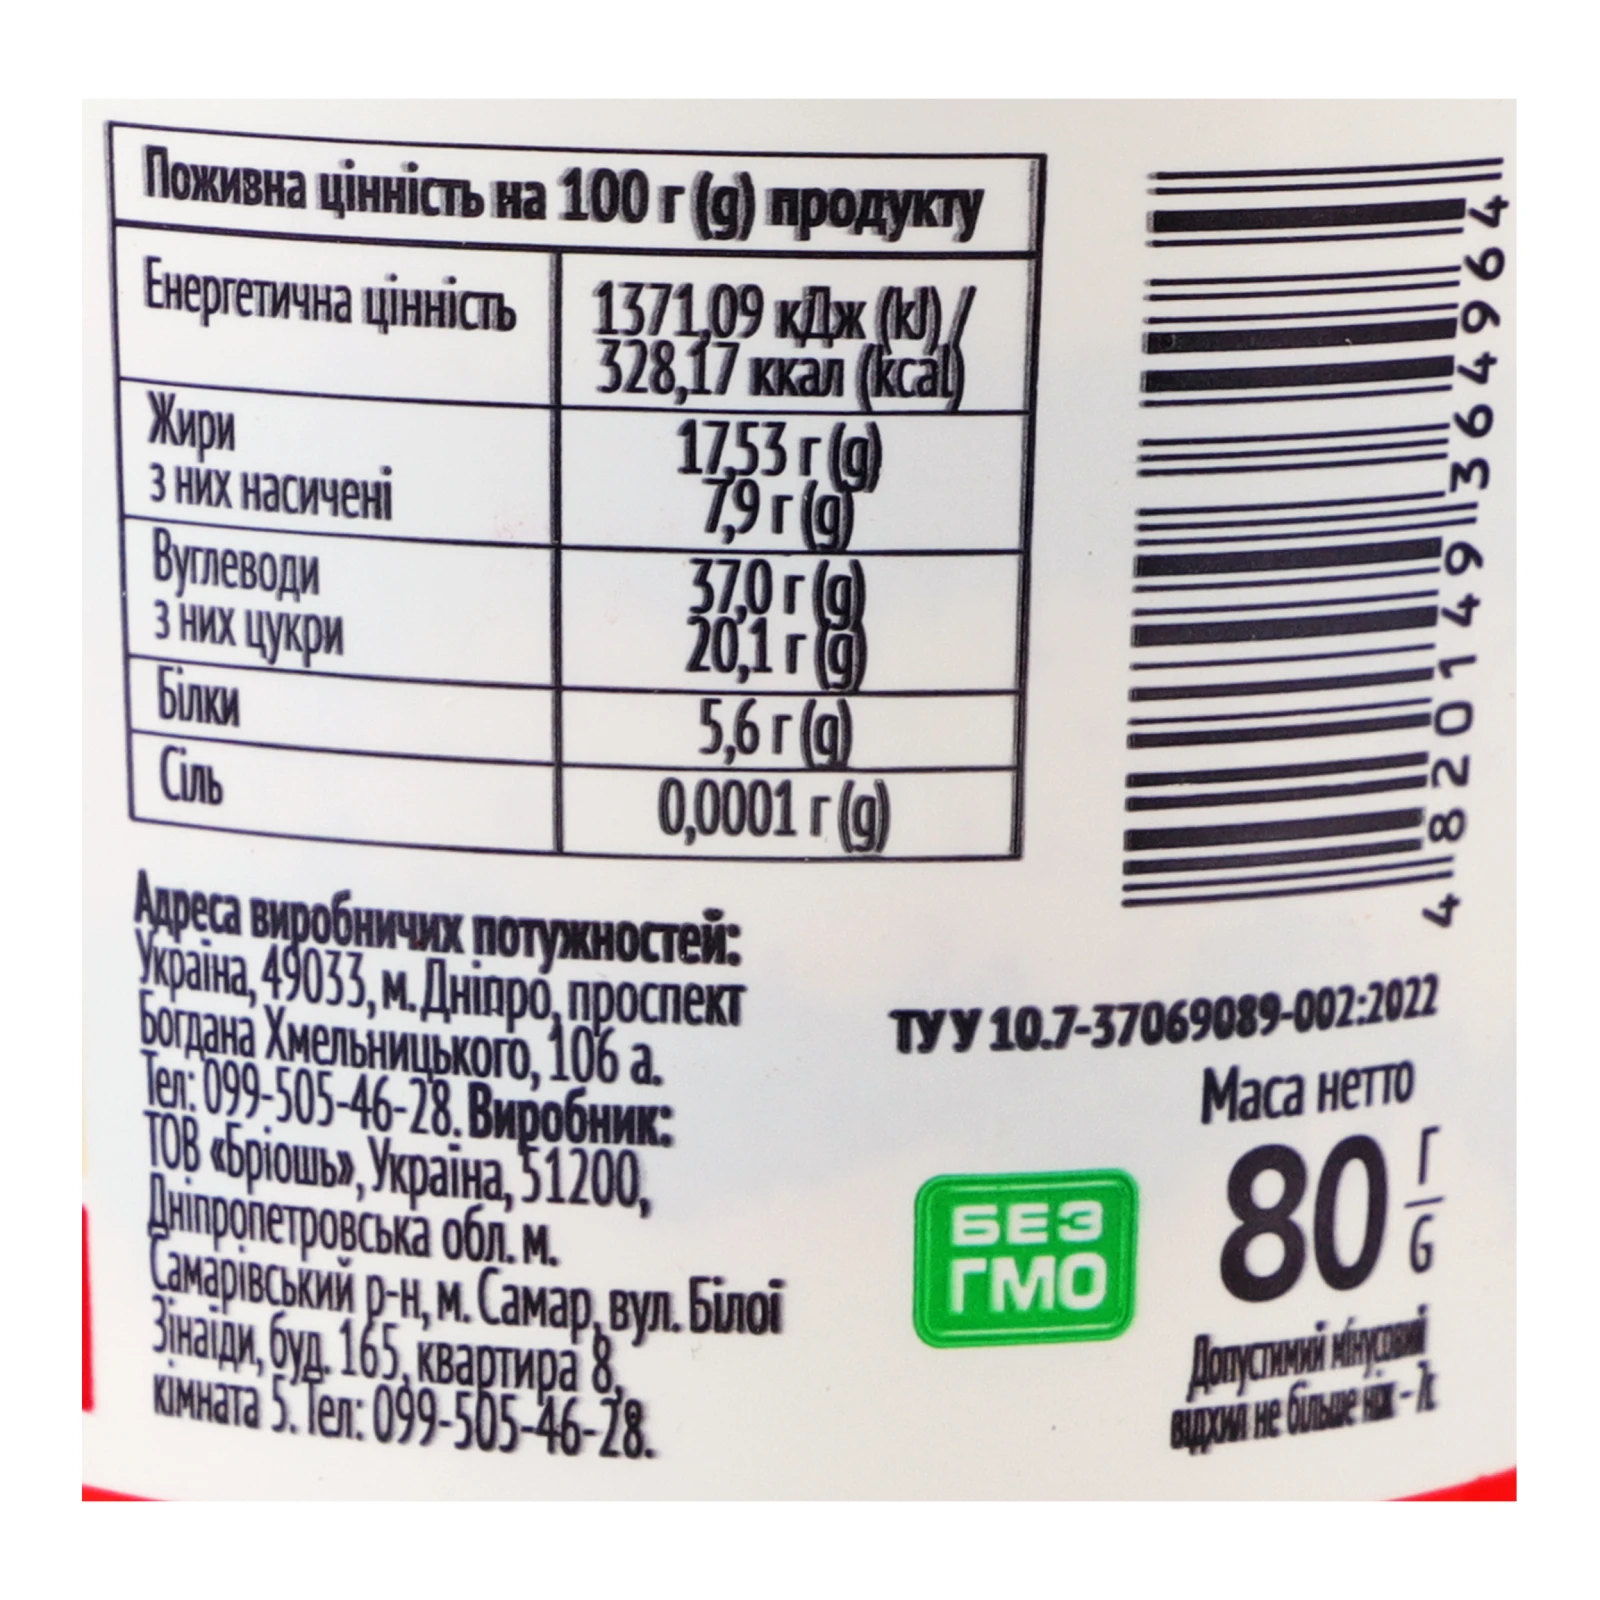 Поживна цінність на 100 г (g) продукту
Енергетична цінність
1371,09 кДж (kJ) /
328,17 ккал (kcal)
Жири
17,53 г (g)
з них насичені
7,9 г (g)
Вуглеводи
37,0 г (g)
з них цукри
20,1 г (g)
Білки
5,6 г (g)
Сіль
0,0001 г (g)
Адреса виробничих потужностей:
Україна, 49033, м. Дніпро, проспект
Богдана Хмельницького, 106 а.
Тел: 099-505-46-28. Виробник:
ТОВ «Бріошь», Україна, 51200,
Дніпропетровська обл. м.
Самарівський р-н, м. Самар, вул. Білої
Зінаїди, буд. 165, квартира 8,
кімната 5. Тел: 099-505-46-28.
4820149364964
ТУ У 10.7-37069089-002:2022
Маса нетто
80 Г/G
БЕЗ
ГМО
Допустимий мінусовий
відхил не більше ніж -